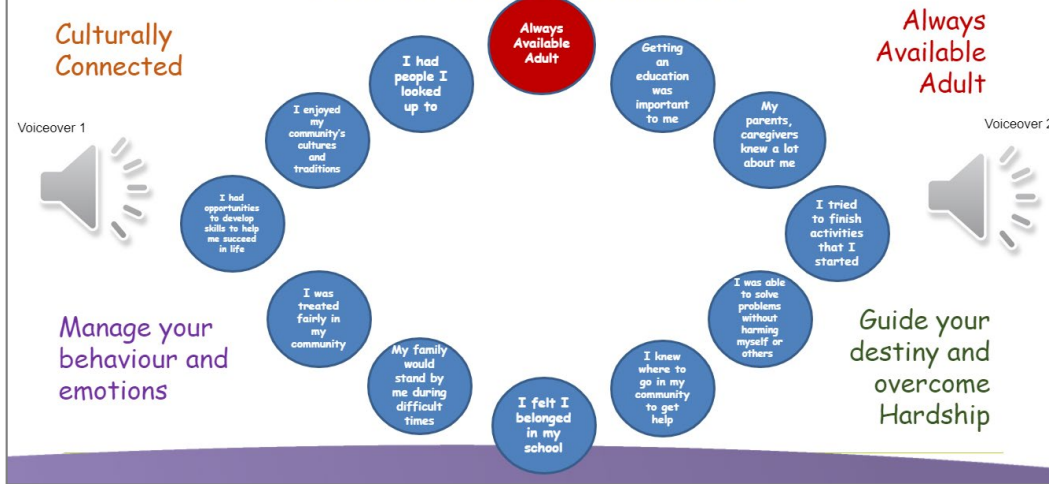 Culturally
Connected
Always
Available
Adult
Voiceover 1
Voiceover 2
Manage your
behaviour and
emotions
Guide your
destiny and
overcome
Hardship
Always
Available
Adult
Getting
an
education
was
important
to me
My
parents,
caregivers
knew a lot
about me
I tried
to finish
activities
that I
started
I was able
to solve
problems
without
harming
myself or
others
I knew
where to
go in my
community
to get
help
I felt I
belonged
in my
school
My family
would
stand by
me during
difficult
times
I was
treated
fairly in
my
community
I had
opportunities
to develop
skills to help
me succeed
in life
I enjoyed
my
community's
cultures
and
traditions
I had
people I
looked
up to